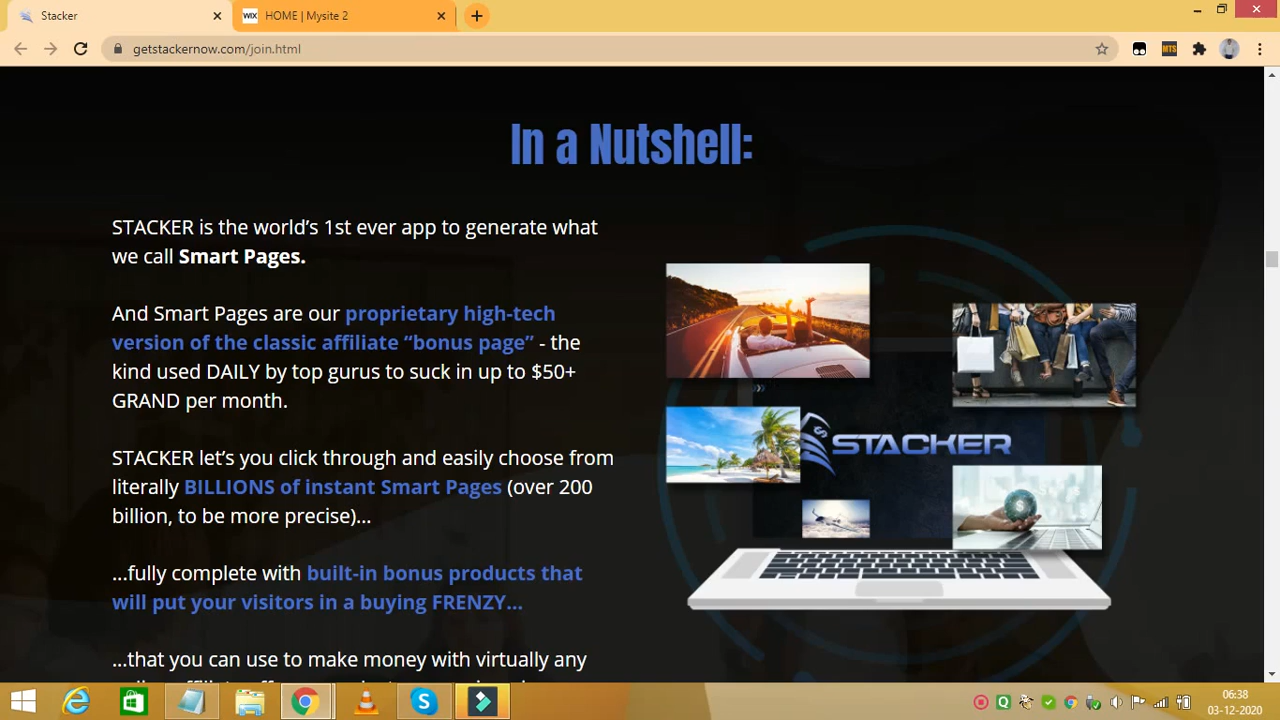 Stacker
WIX HOME | Mysite 2
getstackernow.com/join.html
MTS
In a Nutshell:
STACKER is the world's 1st ever app to generate what
we call Smart Pages.
And Smart Pages are our proprietary high-tech
version of the classic affiliate “bonus page” - the
kind used DAILY by top gurus to suck in up to $50+
GRAND per month.
STACKER let’s you click through and easily choose from
literally BILLIONS of instant Smart Pages (over 200
billion, to be more precise)...
...fully complete with built-in bonus products that
will put your visitors in a buying FRENZY...
...that you can use to make money with virtually any
STACKER
06:38
03-12-2020